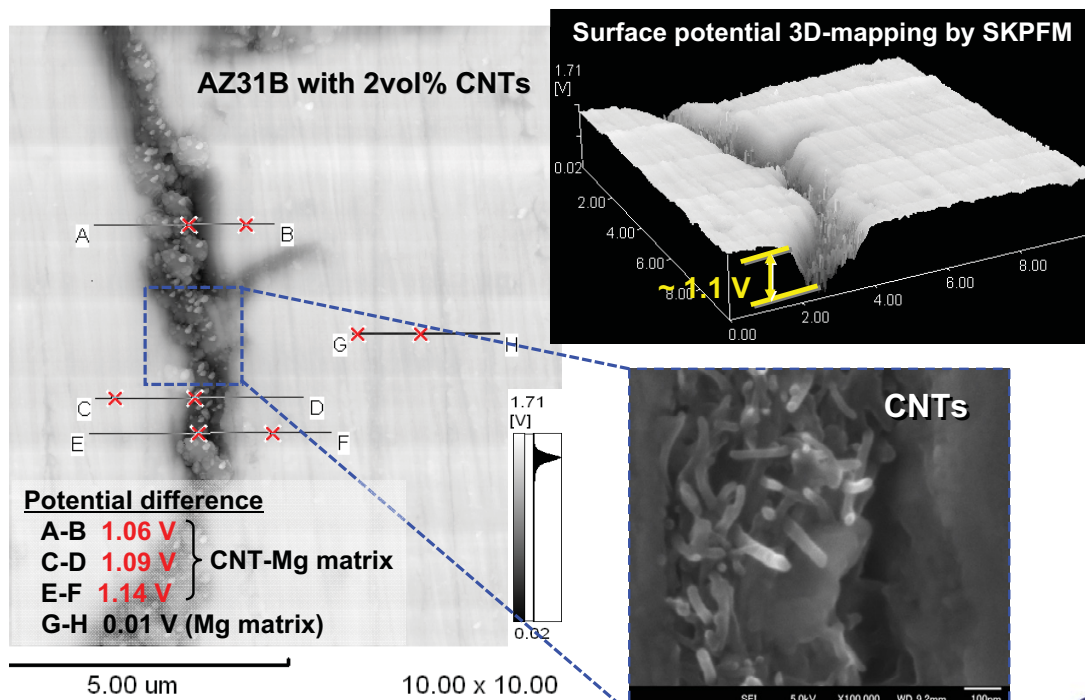 AZ31B with 2vol% CNTs
A
B
G
H
C
D
E
F
1.71
[V]
0.02
Potential difference
A-B 1.06 V
C-D 1.09 V
E-F 1.14 V
CNT-Mg matrix
G-H 0.01 V (Mg matrix)
5.00 um
10.00 x 10.00
Surface potential 3D-mapping by SKPFM
1.71
[V]
0.02
2.00
4.00
6.00
8.00
~ 1.1 V
0.00
2.00
4.00
6.00
8.00
CNTs
SEI 5.0kV X100,000 WD 9.2mm 100nm